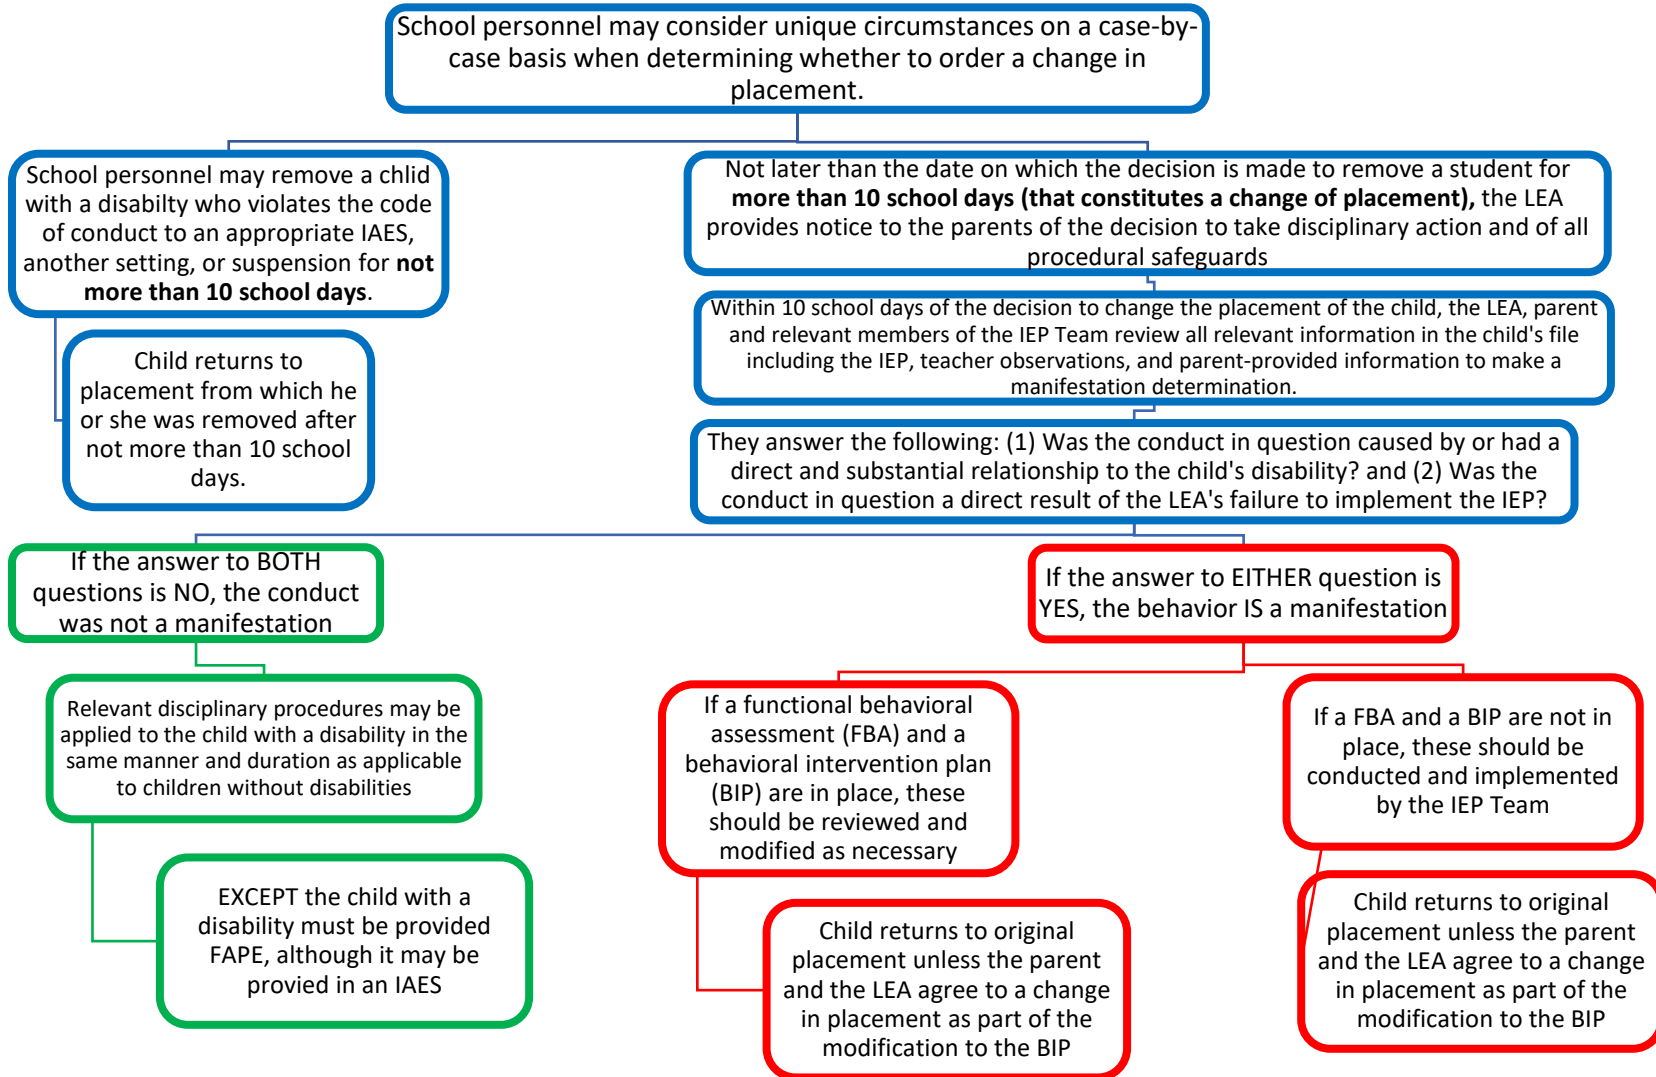 School personnel may consider unique circumstances on a case-by-
case basis when determining whether to order a change in
placement.
School personnel may remove a chlid
with a disabilty who violates the code
of conduct to an appropriate IAES,
another setting, or suspension for not
more than 10 school days.
Child returns to
placement from which he
or she was removed after
not more than 10 school
days.
Not later than the date on which the decision is made to remove a student for
more than 10 school days (that constitutes a change of placement), the LEA
provides notice to the parents of the decision to take disciplinary action and of all
procedural safeguards
Within 10 school days of the decision to change the placement of the child, the LEA, parent
and relevant members of the IEP Team review all relevant information in the child's file
including the IEP, teacher observations, and parent-provided information to make a
manifestation determination.
They answer the following: (1) Was the conduct in question caused by or had a
direct and substantial relationship to the child's disability? and (2) Was the
conduct in question a direct result of the LEA's failure to implement the IEP?
If the answer to BOTH
questions is NO, the conduct
was not a manifestation
Relevant disciplinary procedures may be
applied to the child with a disability in the
same manner and duration as applicable
to children without disabilities
EXCEPT the child with a
disability must be provided
FAPE, although it may be
provied in an IAES
If the answer to EITHER question is
YES, the behavior IS a manifestation
If a functional behavioral
assessment (FBA) and a
behavioral intervention plan
(BIP) are in place, these
should be reviewed and
modified as necessary
Child returns to original
placement unless the parent
and the LEA agree to a change
in placement as part of the
modification to the BIP
If a FBA and a BIP are not in
place, these should be
conducted and implemented
by the IEP Team
Child returns to original
placement unless the parent
and the LEA agree to a change
in placement as part of the
modification to the BIP